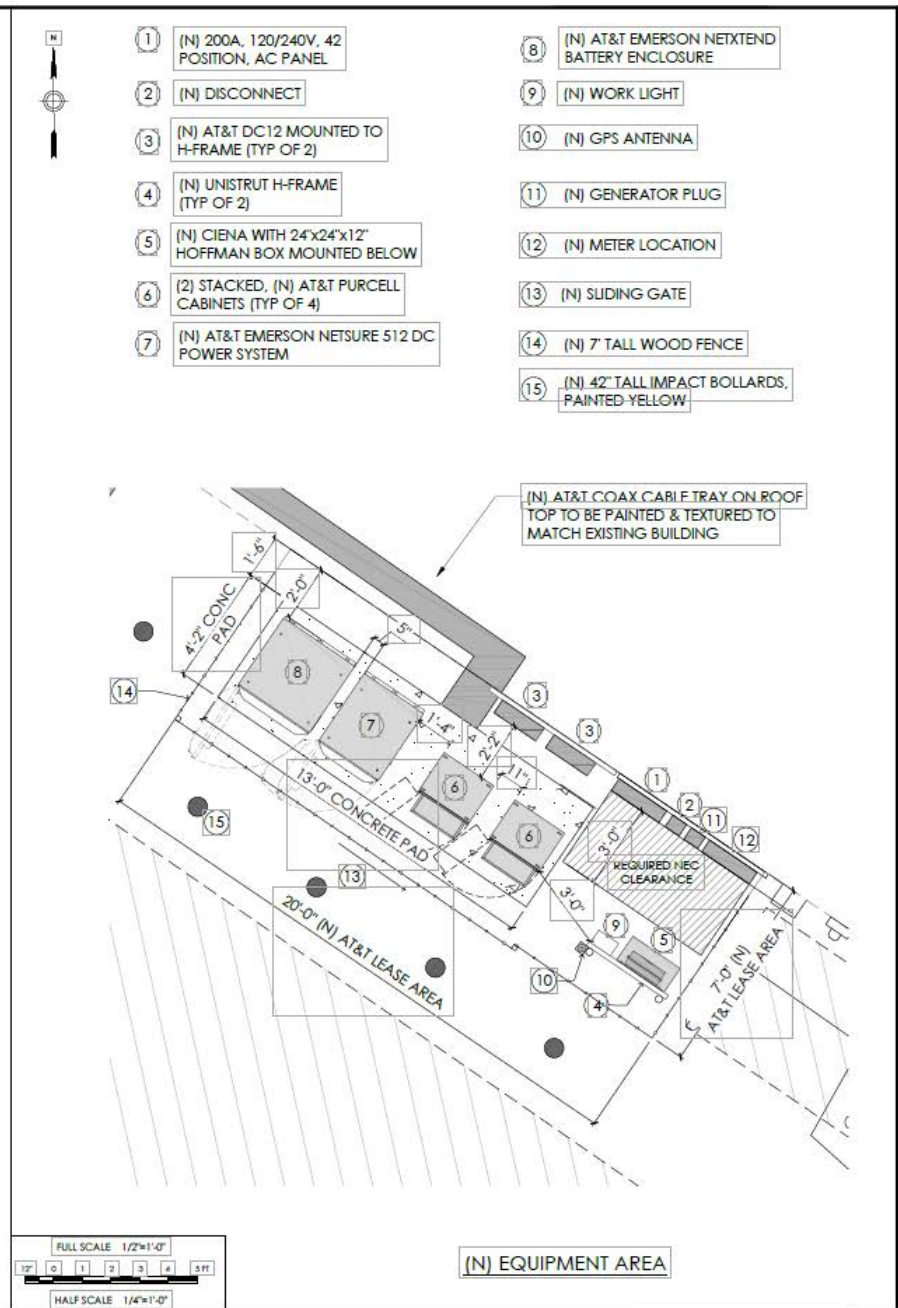 N
1 (N) 200A, 120/240V, 42
POSITION, AC PANEL
2 (N) DISCONNECT
3 (N) AT&T DC12 MOUNTED TO
H-FRAME (TYP OF 2)
4 (N) UNISTRUT H-FRAME
(TYP OF 2)
5 (N) CIENA WITH 24"x24"x12"
HOFFMAN BOX MOUNTED BELOW
6 (2) STACKED, (N) AT&T PURCELL
CABINETS (TYP OF 4)
7 (N) AT&T EMERSON NETSURE 512 DC
POWER SYSTEM
8 (N) AT&T EMERSON NETXTEND
BATTERY ENCLOSURE
9 (N) WORK LIGHT
10 (N) GPS ANTENNA
11 (N) GENERATOR PLUG
12 (N) METER LOCATION
13 (N) SLIDING GATE
14 (N) 7' TALL WOOD FENCE
15 (N) 42" TALL IMPACT BOLLARDS,
PAINTED YELLOW
(N) AT&T COAX CABLE TRAY ON ROOF
TOP TO BE PAINTED & TEXTURED TO
MATCH EXISTING BUILDING
1'-6"
2'-0"
4'-2" CONC
PAD
5"
8
14
3
7
1'-4"
3
2'-2"
11"
6
1
13'-0" CONCRETE PAD
2
15
6
11
3'-0"
12
REQUIRED NEC
CLEARANCE
13
3'-0"
20'-0" (N) AT&T LEASE AREA
9
5
10
4
7'-0" (N)
AT&T LEASE AREA
FULL SCALE 1/2"=1'-0"
12" 0 1 2 3 4 5 FT
HALF SCALE 1/4"=1'-0"
(N) EQUIPMENT AREA